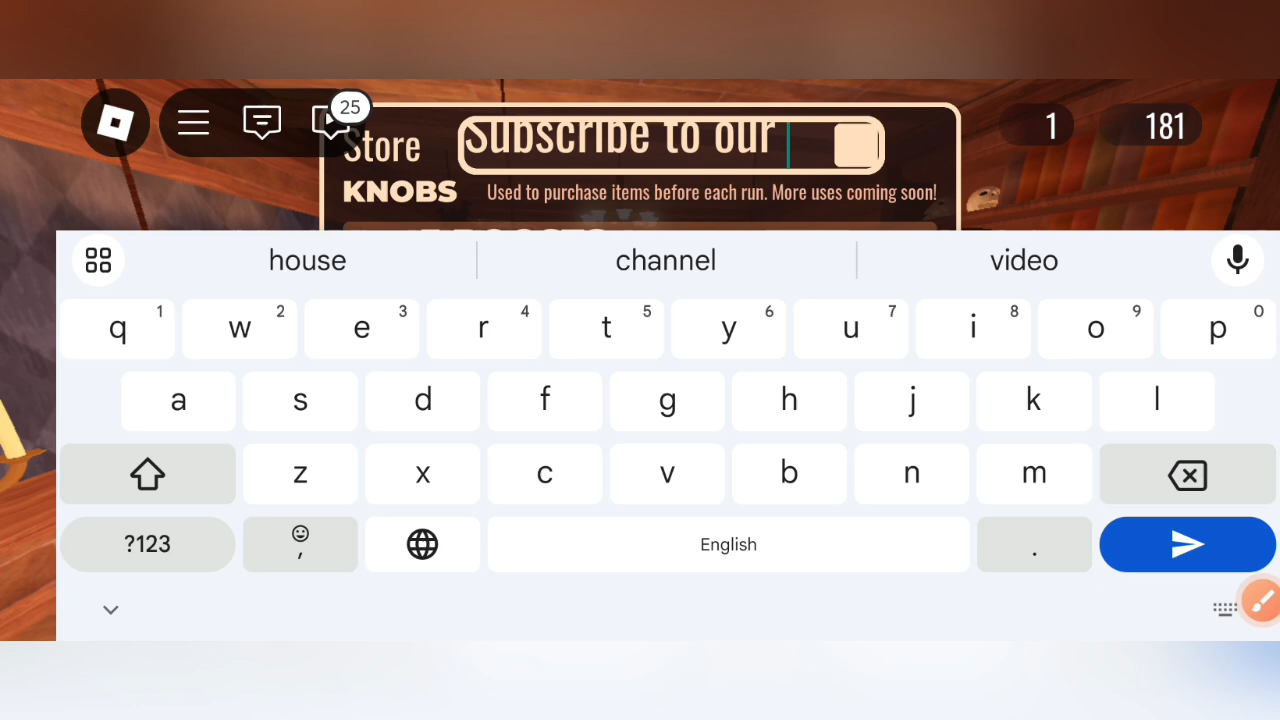 25
Store
Subscribe to our
1
181
KNOBS
Used to purchase items before each run. More uses coming soon!
house
channel
video
q 1 w 2 e 3 r 4 t 5 y 6 u 7 i 8 o 9 p 0
a s d f g h j k l
z x c v b n m
?123
,
English
.